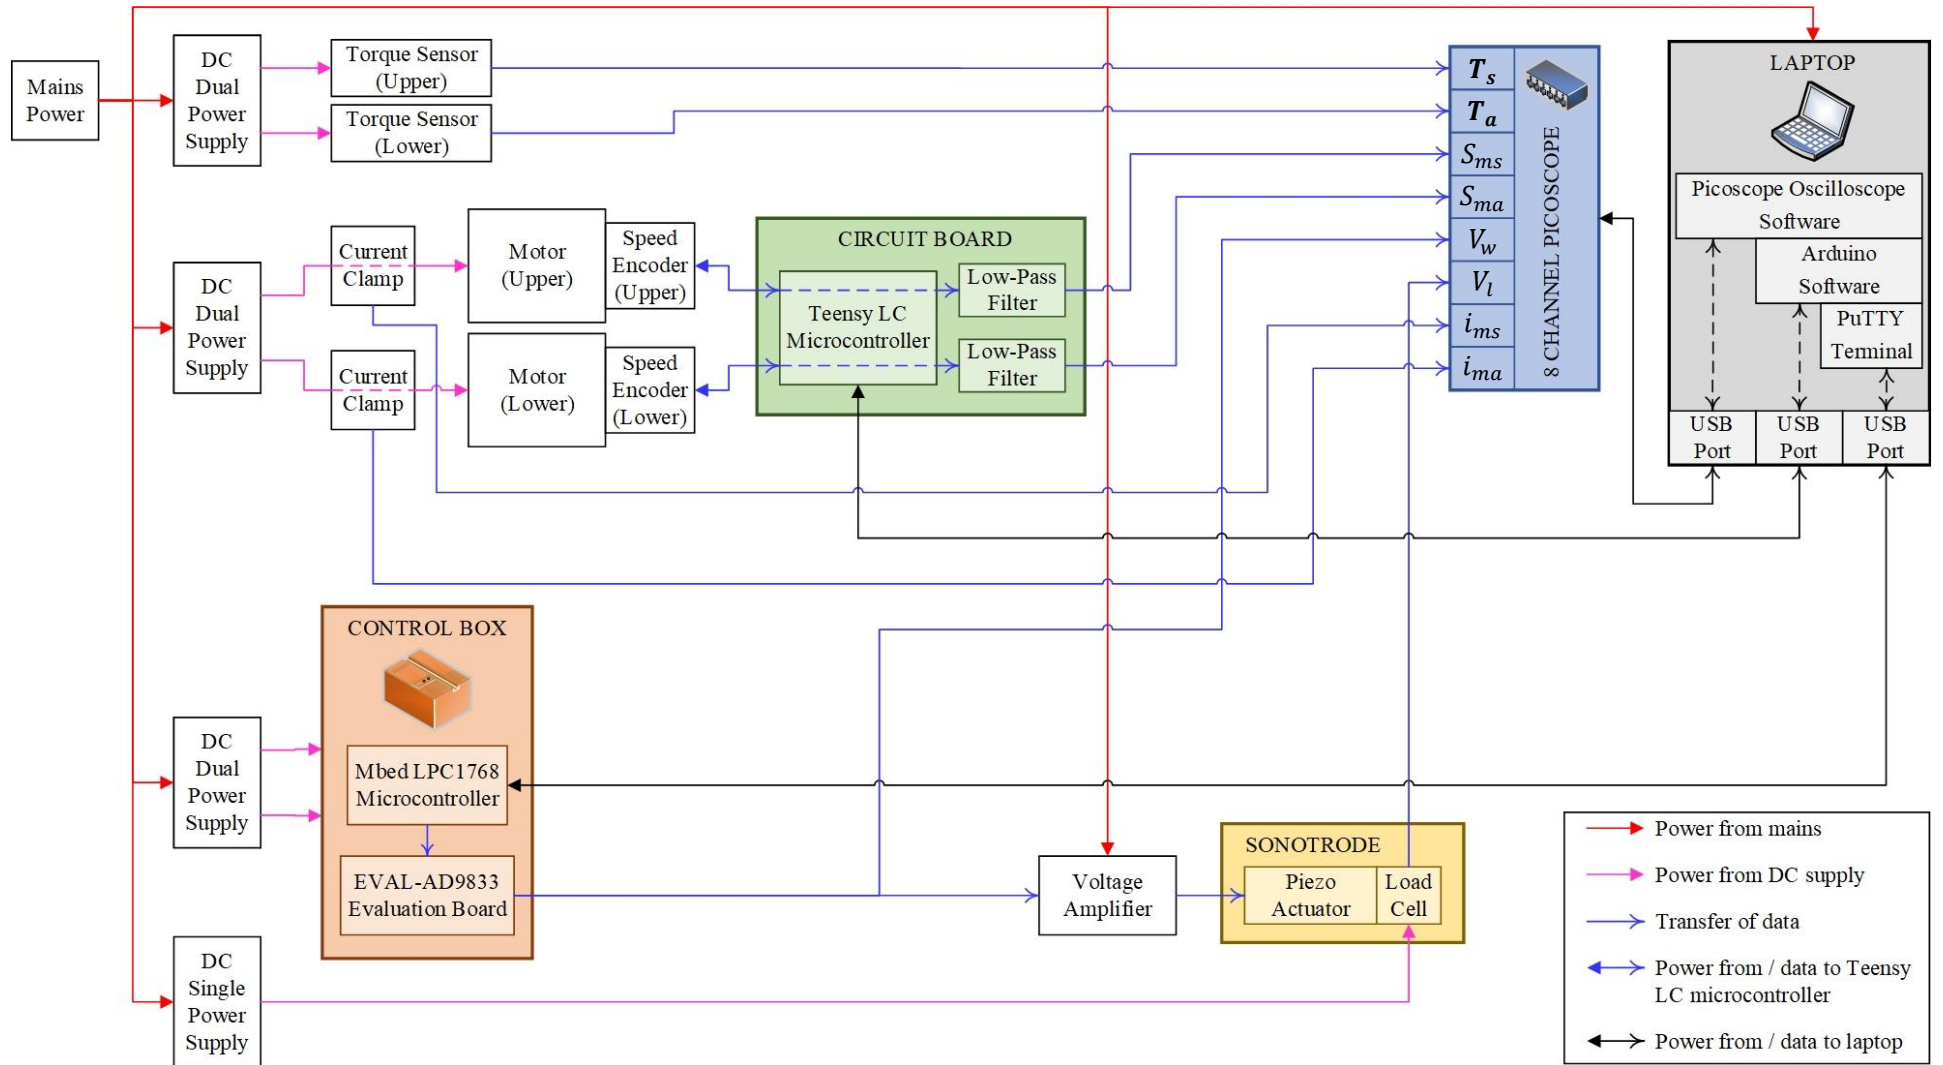 Mains
Power
DC
Dual
Power
Supply
Torque Sensor
(Upper)
Torque Sensor
(Lower)
DC
Dual
Power
Supply
Current
Clamp
Current
Clamp
Motor
(Upper)
Speed
Encoder
(Upper)
Motor
(Lower)
Speed
Encoder
(Lower)
CIRCUIT BOARD
Teensy LC
Microcontroller
Low-Pass
Filter
Low-Pass
Filter
T_s
T_a
S_ms
S_ma
V_w
V_l
i_ms
i_ma
8 CHANNEL PICOSCOPE
LAPTOP
Picoscope Oscilloscope
Software
Arduino
Software
PuTTY
Terminal
USB
Port
USB
Port
USB
Port
DC
Dual
Power
Supply
CONTROL BOX
Mbed LPC1768
Microcontroller
EVAL-AD9833
Evaluation Board
DC
Single
Power
Supply
Voltage
Amplifier
SONOTRODE
Piezo
Actuator
Load
Cell
Power from mains
Power from DC supply
Transfer of data
Power from / data to Teensy
LC microcontroller
Power from / data to laptop